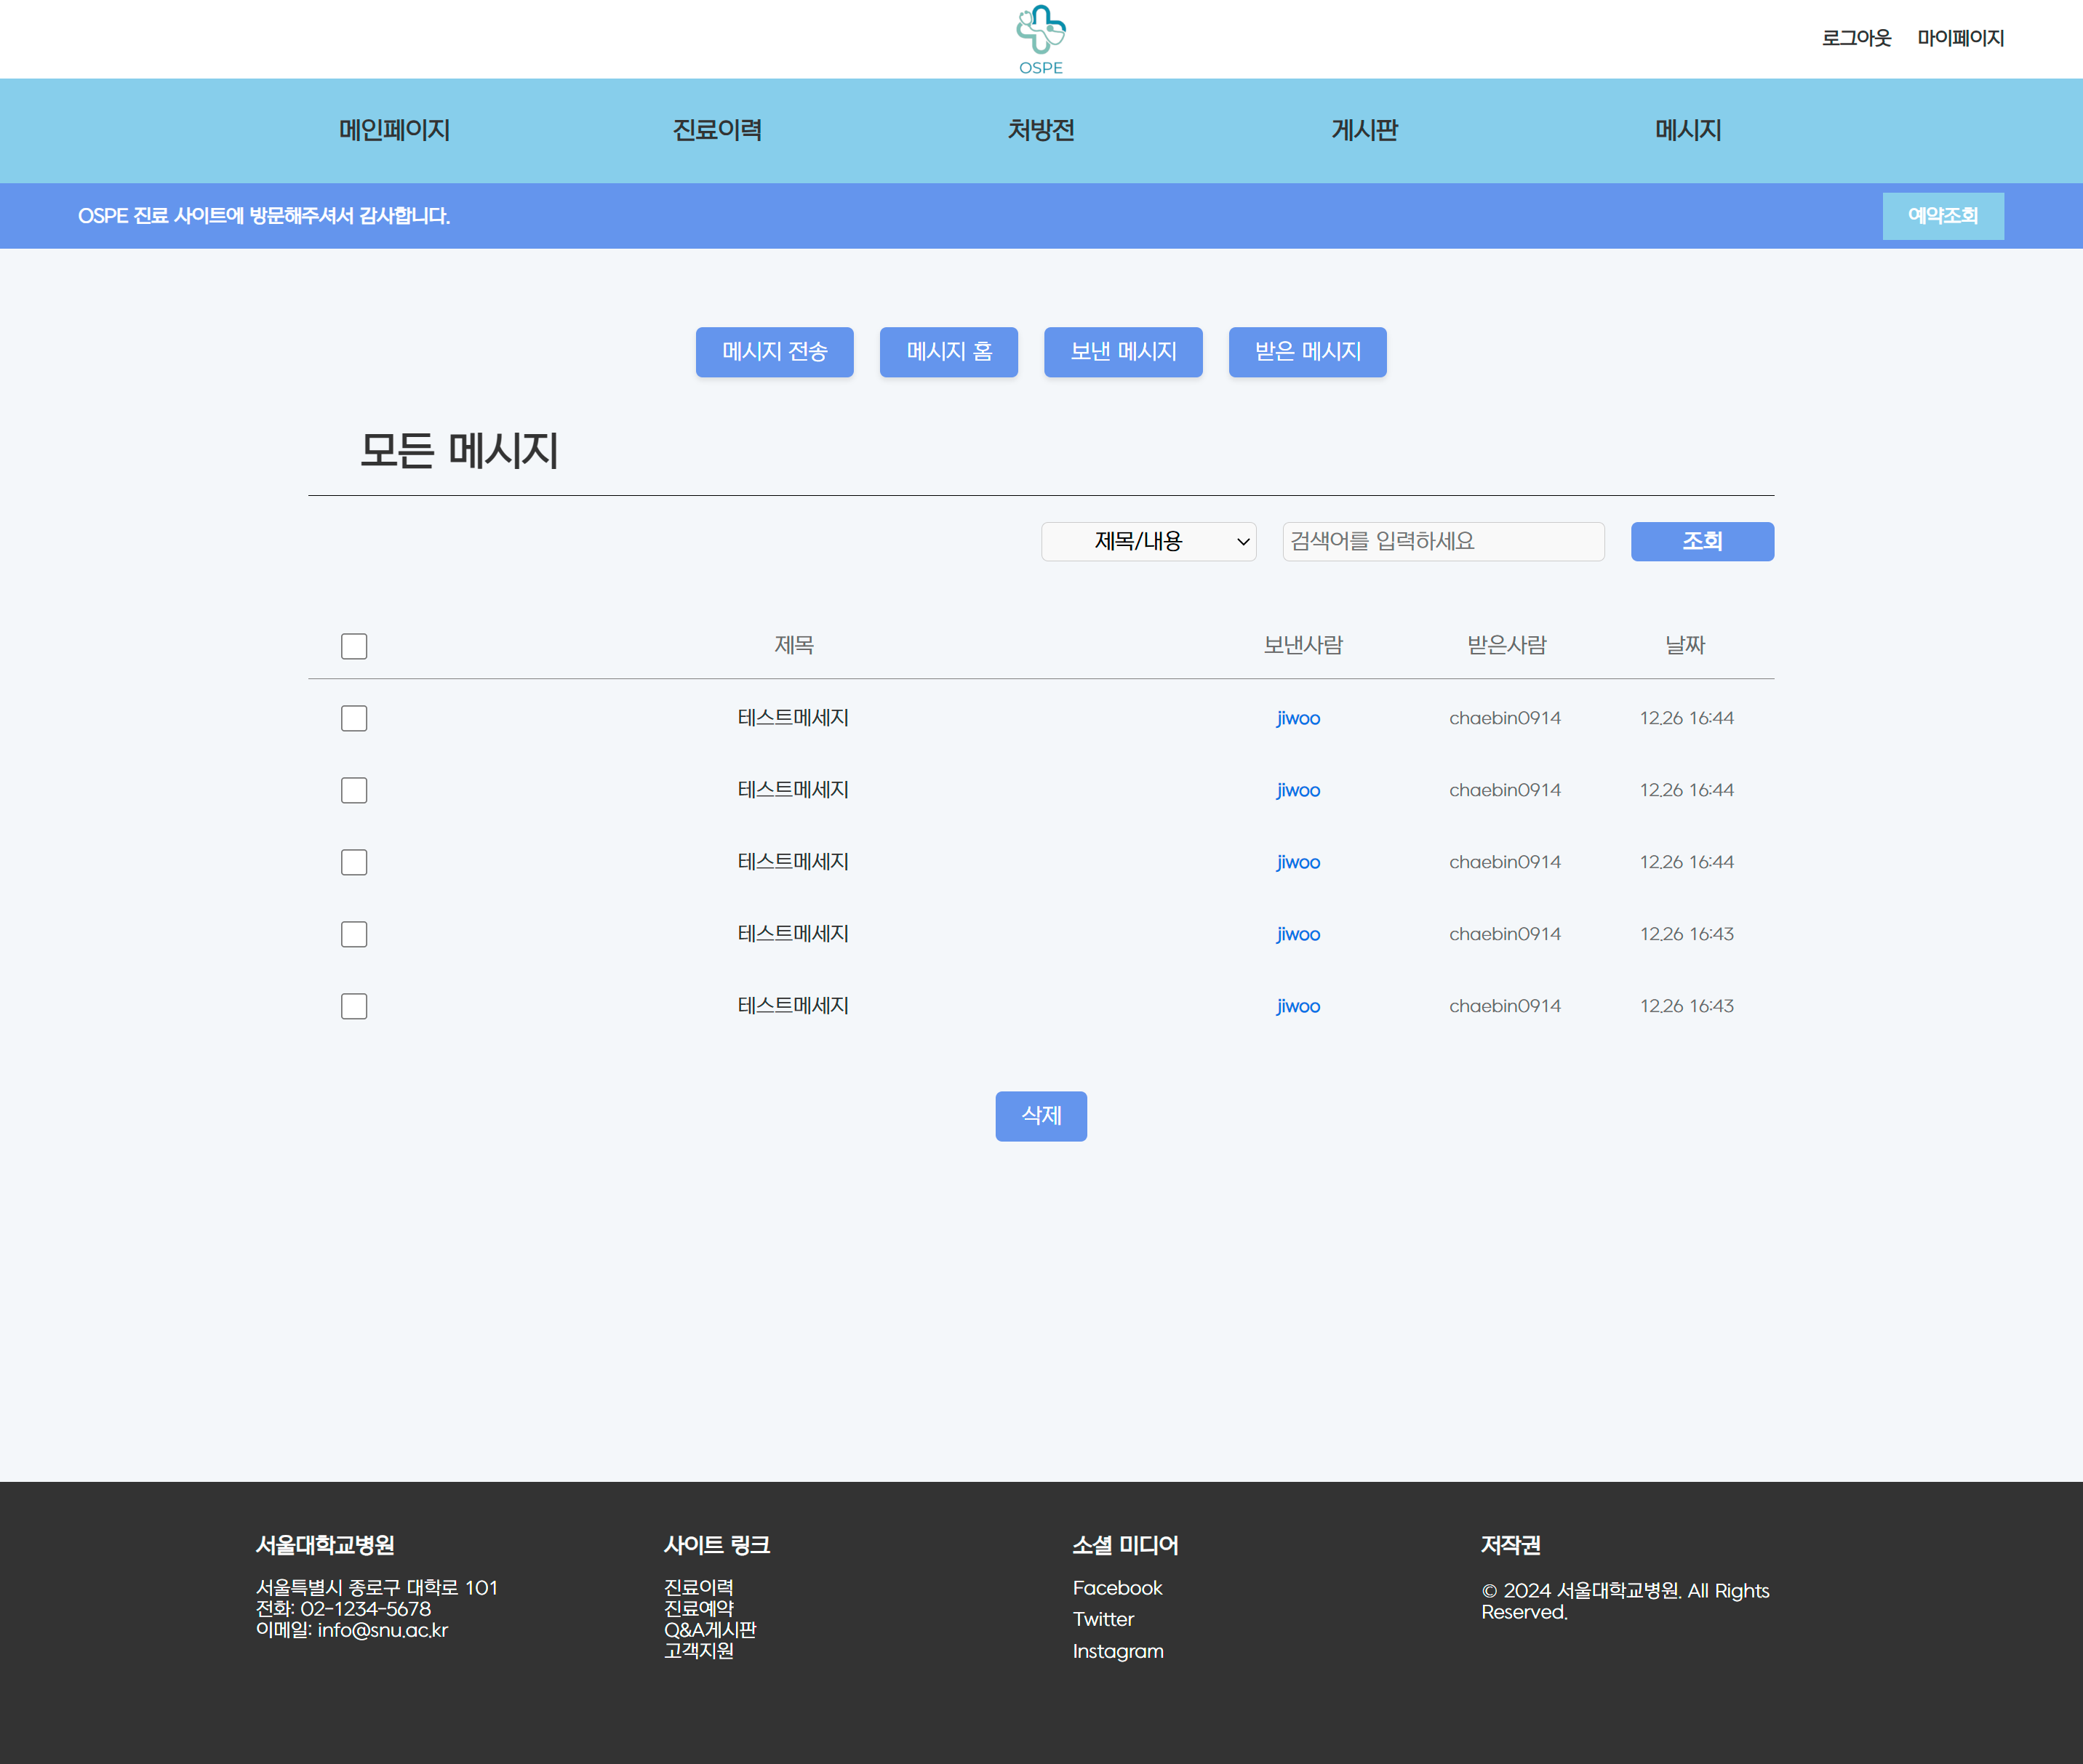 OSPE
로그아웃 마이페이지
메인페이지 진료이력 처방전 게시판 메시지
OSPE 진료 사이트에 방문해주셔서 감사합니다.
예약조회
메시지 전송 메시지 홈 보낸 메시지 받은 메시지
모든 메시지
제목/내용 검색어를 입력하세요 조회
제목 보낸사람 받은사람 날짜
테스트메세지 jiwoo chaebin0914 12.26 16:44
테스트메세지 jiwoo chaebin0914 12.26 16:44
테스트메세지 jiwoo chaebin0914 12.26 16:44
테스트메세지 jiwoo chaebin0914 12.26 16:43
테스트메세지 jiwoo chaebin0914 12.26 16:43
삭제
서울대학교병원
서울특별시 종로구 대학로 101
전화: 02-1234-5678
이메일: info@snu.ac.kr
사이트 링크
진료이력
진료예약
Q&A게시판
고객지원
소셜 미디어
Facebook
Twitter
Instagram
저작권
© 2024 서울대학교병원. All Rights
Reserved.